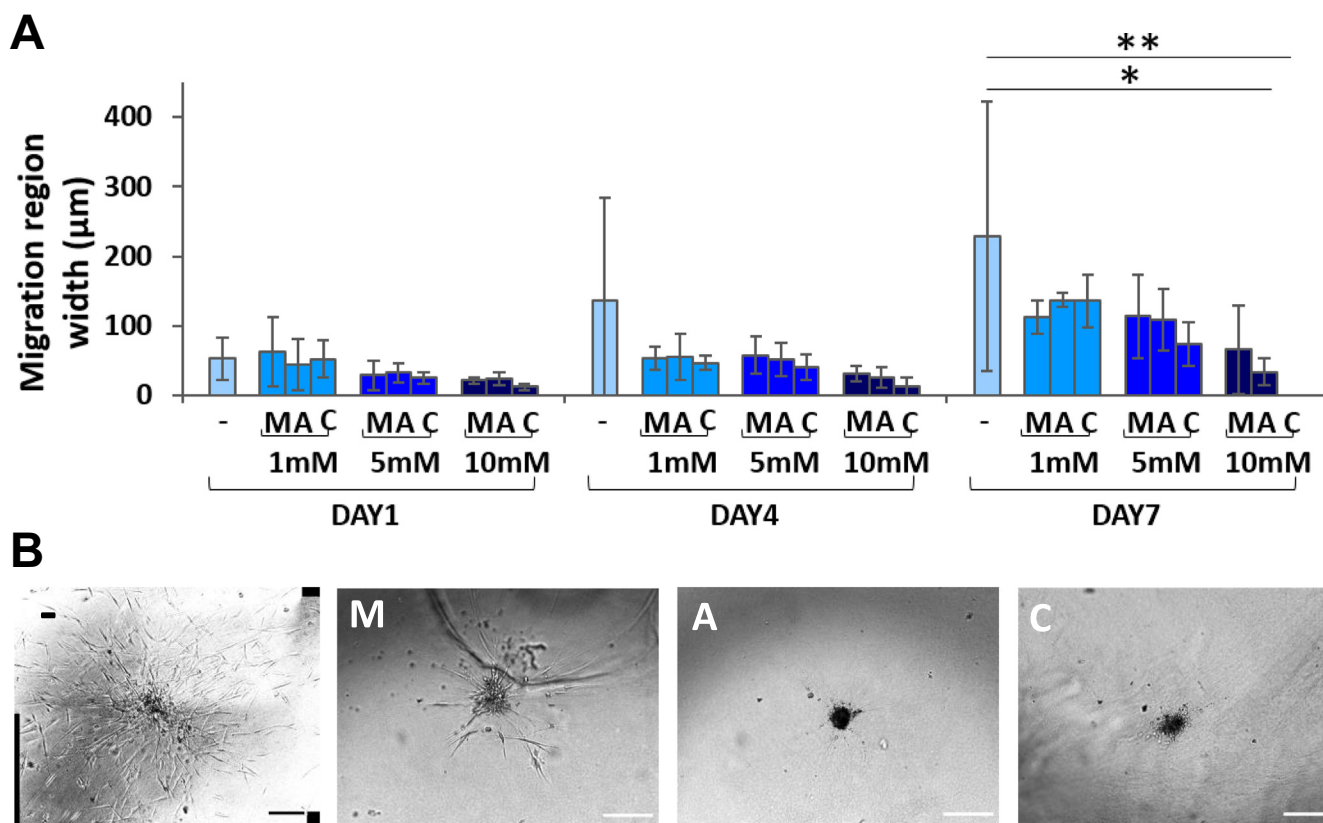 A
**
*
Migration region
width (µm)
400
300
200
100
0
- MA C MA C MA C - MA C MA C MA C - MA C MA C MA C
1mM 5mM 10mM 1mM 5mM 10mM 1mM 5mM 10mM
DAY1 DAY4 DAY7
B
- M A C